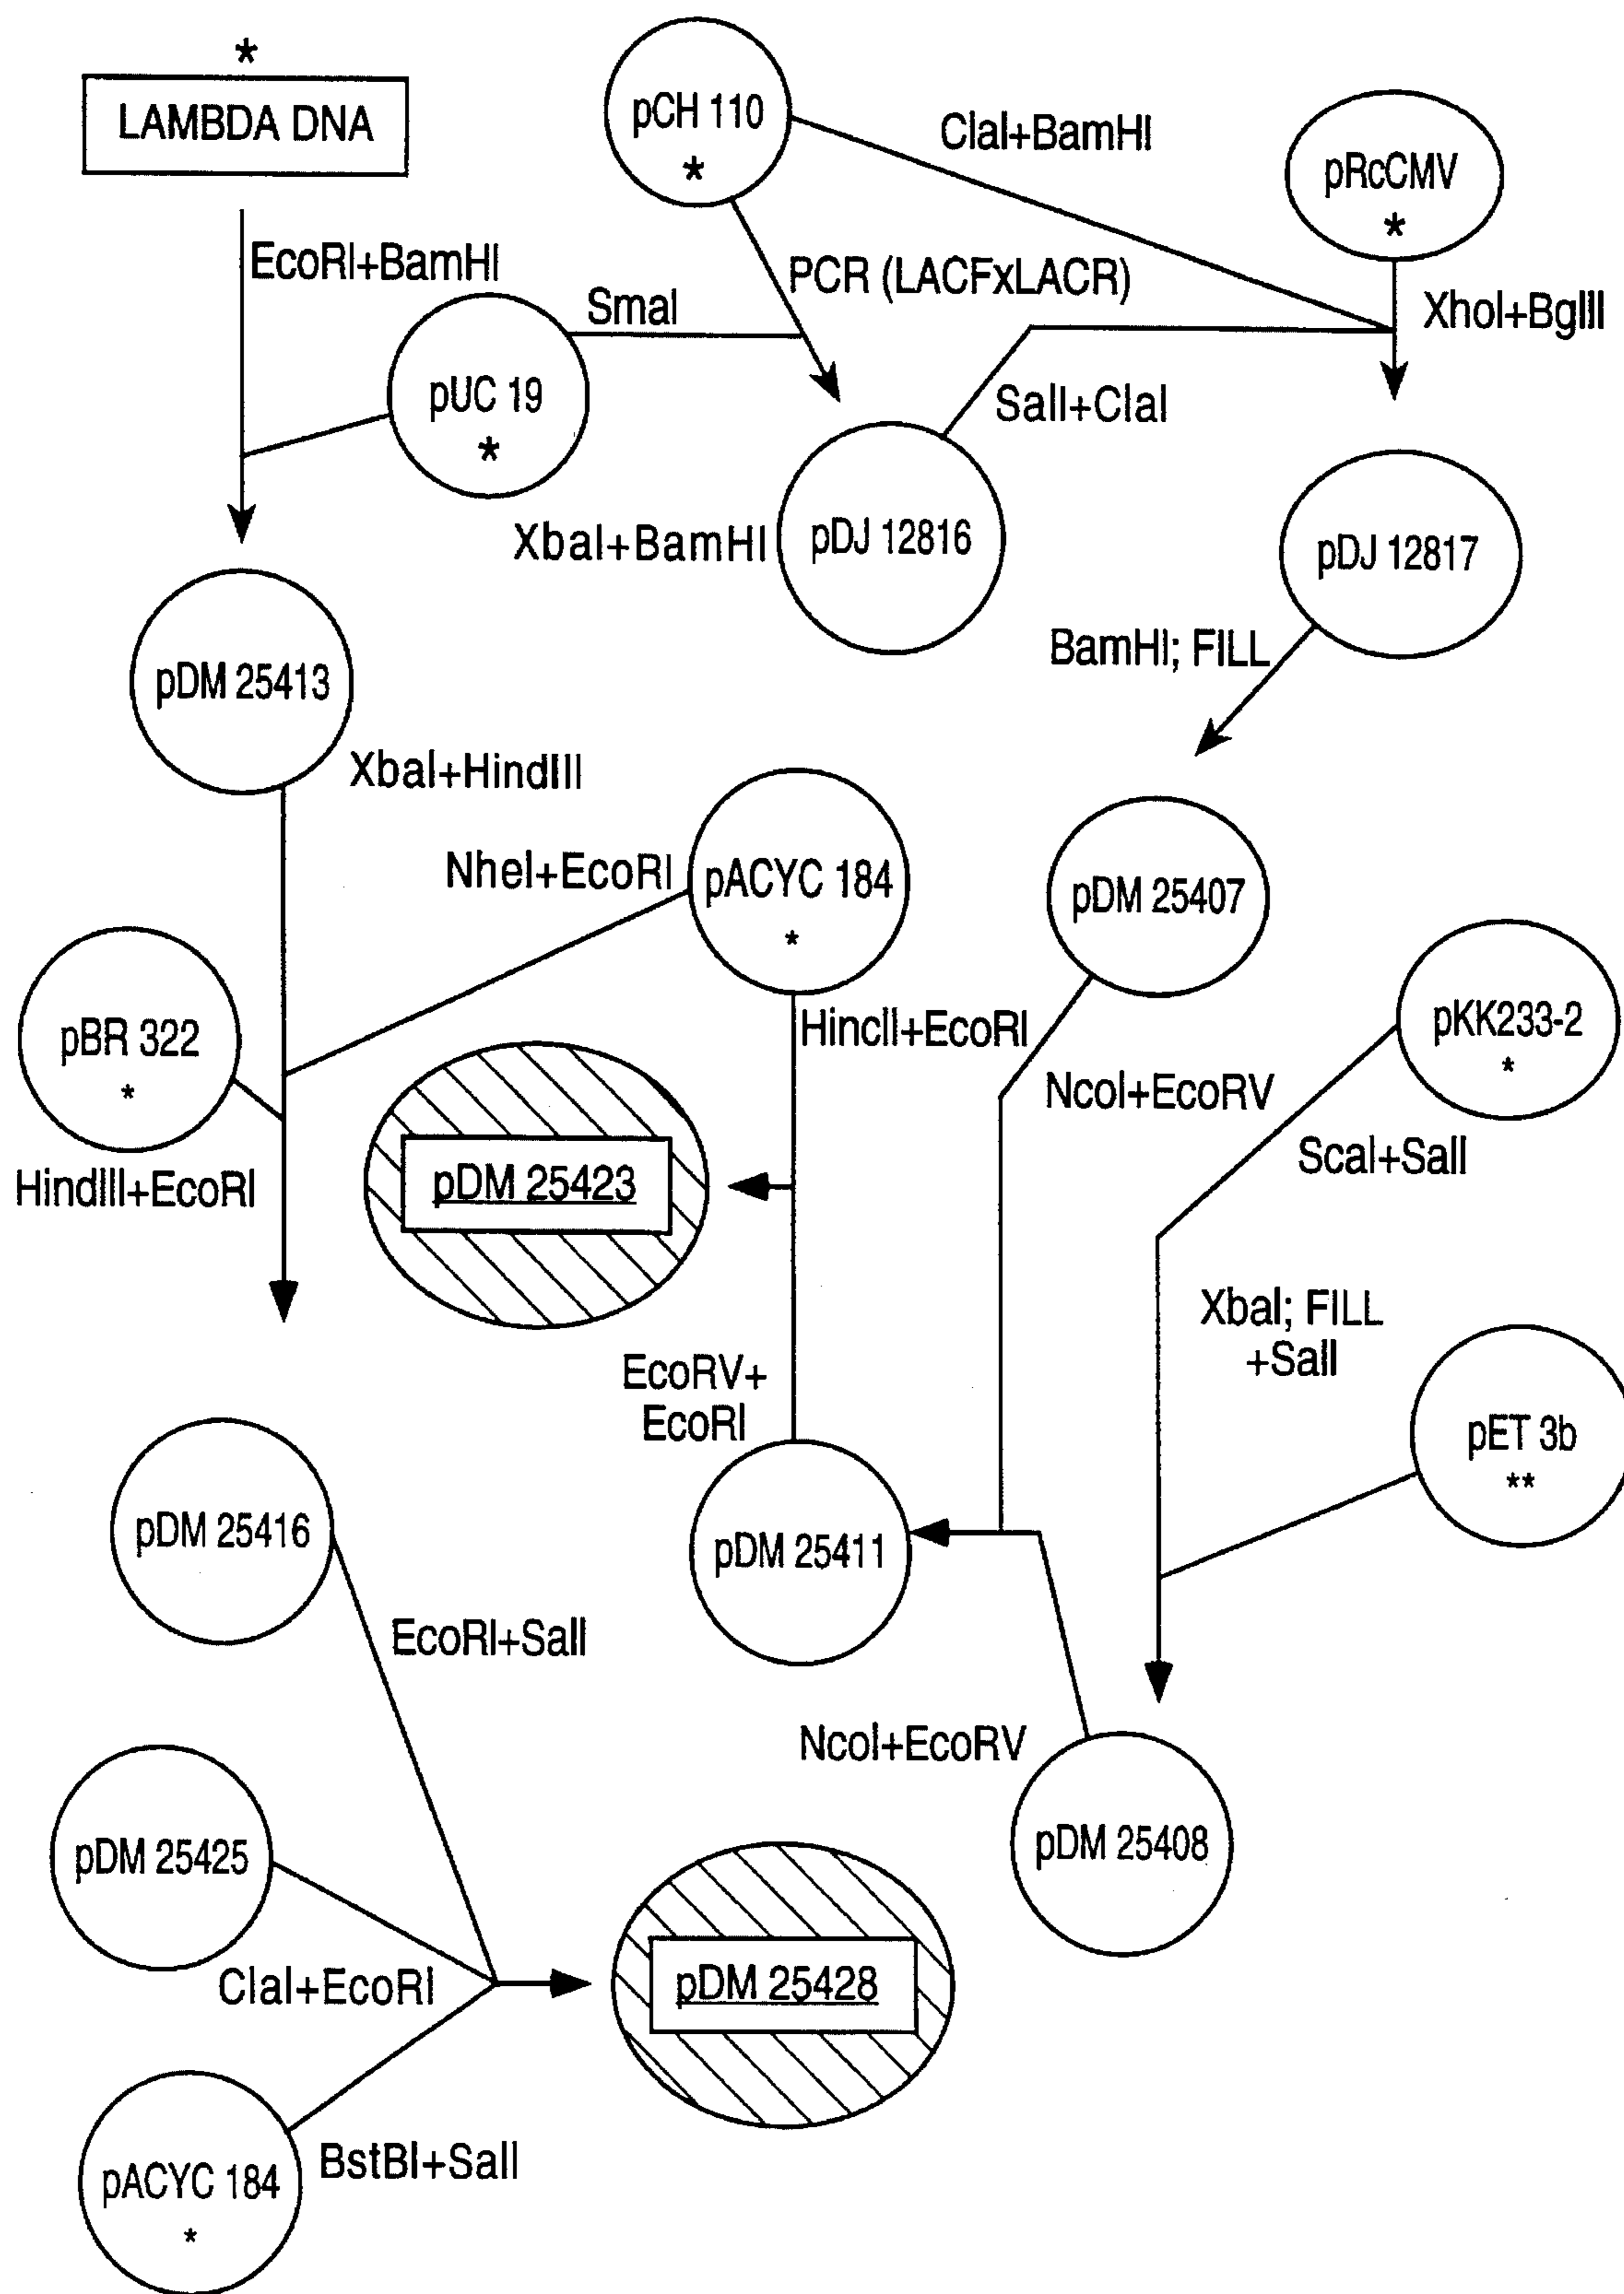 *
LAMBDA DNA
pCH 110
*
ClaI+BamHI
pRcCMV
*
EcoRI+BamHI
PCR (LACFxLACR)
SmaI
XhoI+BglII
pUC 19
*
SalI+ClaI
XbaI+BamHI
pDJ 12816
pDJ 12817
BamHI; FILL
pDM 25413
XbaI+HindIII
NheI+EcoRI
pACYC 184
*
pDM 25407
pBR 322
*
HincII+EcoRI
pKK233-2
*
NcoI+EcoRV
ScaI+SalI
HindIII+EcoRI
pDM 25423
XbaI; FILL
+SalI
EcoRV+
EcoRI
pET 3b
**
pDM 25416
pDM 25411
EcoRI+SalI
NcoI+EcoRV
pDM 25408
pDM 25425
ClaI+EcoRI
pDM 25428
pACYC 184
*
BstBI+SalI